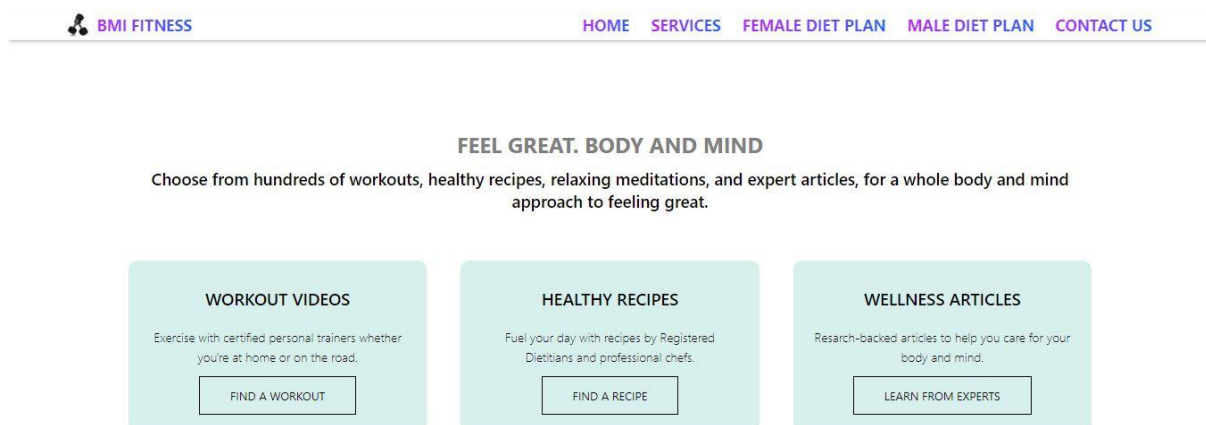 BMI FITNESS
HOME SERVICES FEMALE DIET PLAN MALE DIET PLAN CONTACT US
FEEL GREAT. BODY AND MIND
Choose from hundreds of workouts, healthy recipes, relaxing meditations, and expert articles, for a whole body and mind
approach to feeling great.
WORKOUT VIDEOS
Exercise with certified personal trainers whether
you're at home or on the road.
FIND A WORKOUT
HEALTHY RECIPES
Fuel your day with recipes by Registered
Dietitians and professional chefs.
FIND A RECIPE
WELLNESS ARTICLES
Resarch-backed articles to help you care for your
body and mind.
LEARN FROM EXPERTS